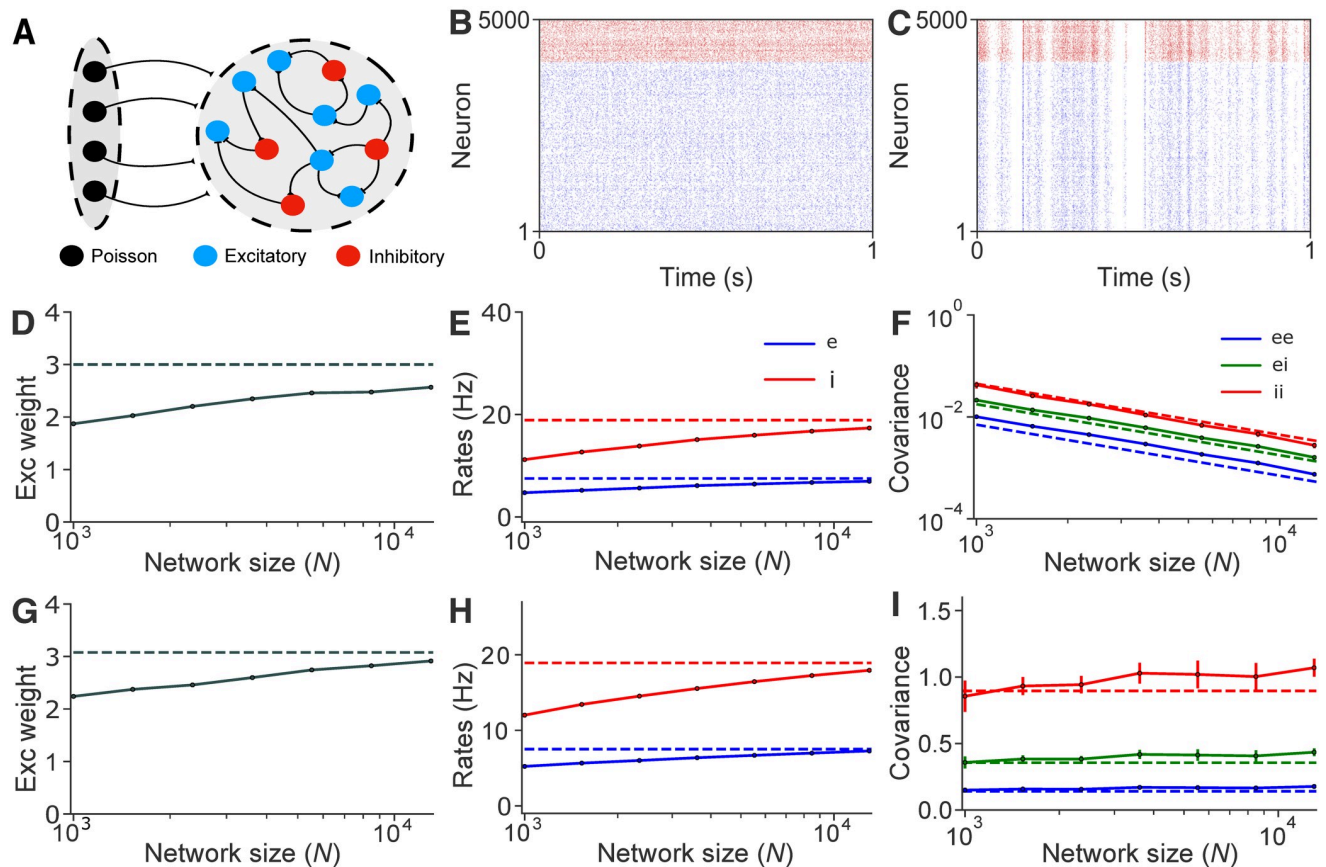 A
Poisson
Excitatory
Inhibitory
B
5000
Neuron
1
0
1
Time (s)
C
5000
Neuron
1
0
1
Time (s)
D
4
3
2
1
0
Exc weight
10³
10⁴
Network size (N)
E
40
20
0
Rates (Hz)
e
i
10³
10⁴
Network size (N)
F
10⁰
10⁻²
10⁻⁴
Covariance
ee
ei
ii
10³
10⁴
Network size (N)
G
4
3
2
1
0
Exc weight
10³
10⁴
Network size (N)
H
20
10
0
Rates (Hz)
10³
10⁴
Network size (N)
I
1.5
1.0
0.5
0.0
Covariance
10³
10⁴
Network size (N)